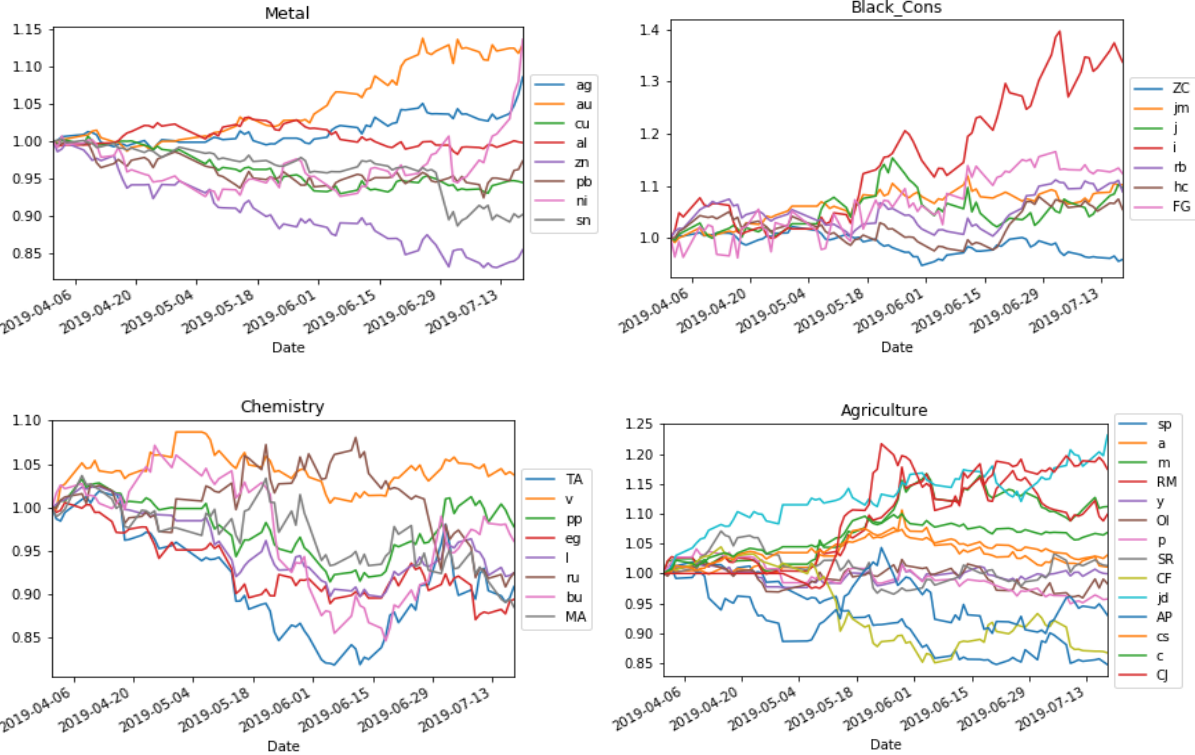 Metal
1.15
1.10
1.05
1.00
0.95
0.90
0.85
2019-04-06
2019-04-20
2019-05-04
2019-05-18
2019-06-01
2019-06-15
2019-06-29
2019-07-13
Date
ag
au
cu
al
zn
pb
ni
sn
Black_Cons
1.4
1.3
1.2
1.1
1.0
2019-04-06
2019-04-20
2019-05-04
2019-05-18
2019-06-01
2019-06-15
2019-06-29
2019-07-13
Date
ZC
jm
j
i
rb
hc
FG
Chemistry
1.10
1.05
1.00
0.95
0.90
0.85
2019-04-06
2019-04-20
2019-05-04
2019-05-18
2019-06-01
2019-06-15
2019-06-29
2019-07-13
Date
TA
v
pp
eg
l
ru
bu
MA
Agriculture
1.25
1.20
1.15
1.10
1.05
1.00
0.95
0.90
0.85
2019-04-06
2019-04-20
2019-05-04
2019-05-18
2019-06-01
2019-06-15
2019-06-29
2019-07-13
Date
sp
a
m
RM
y
OI
p
SR
CF
jd
AP
cs
c
CJ